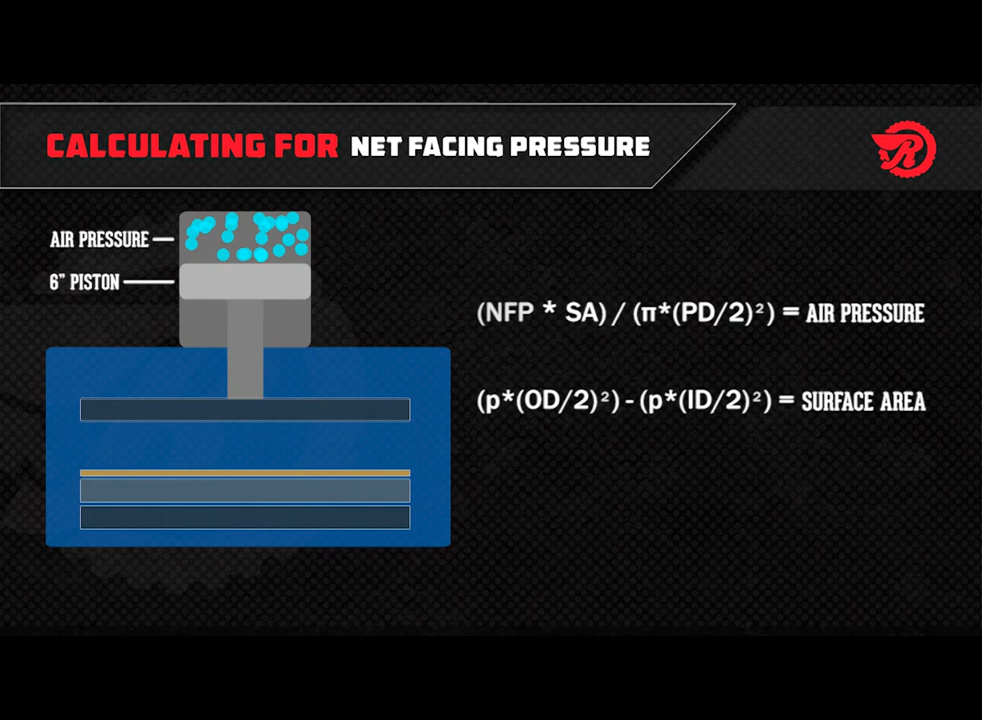 CALCULATING FOR NET FACING PRESSURE
R
AIR PRESSURE
6” PISTON
(NFP * SA) / (π*(PD/2)²) = AIR PRESSURE
(p*(OD/2)²) - (p*(ID/2)²) = SURFACE AREA